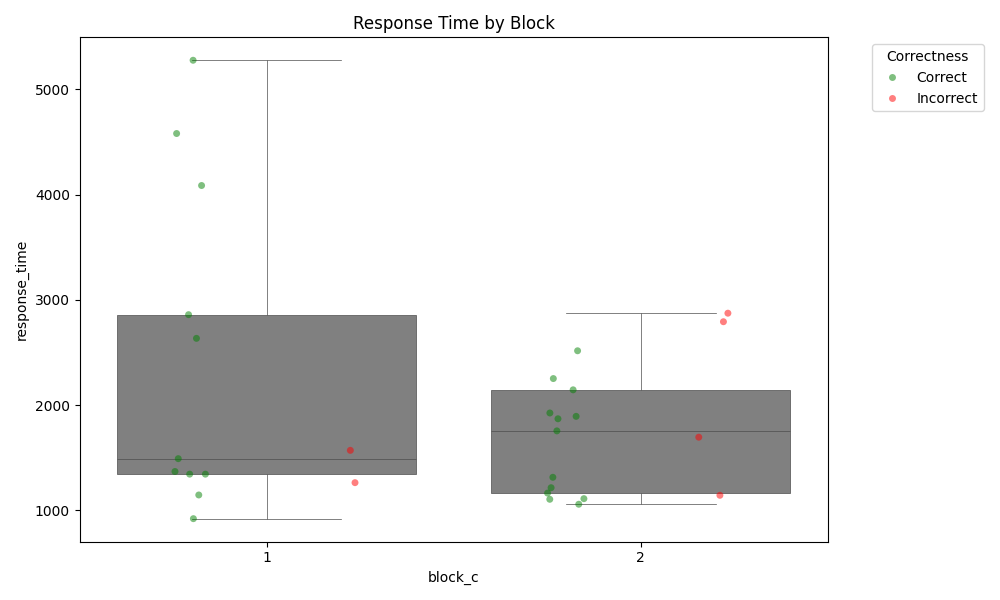 Response Time by Block
Correctness
Correct
Incorrect
response_time
5000
4000
3000
2000
1000
1
2
block_c